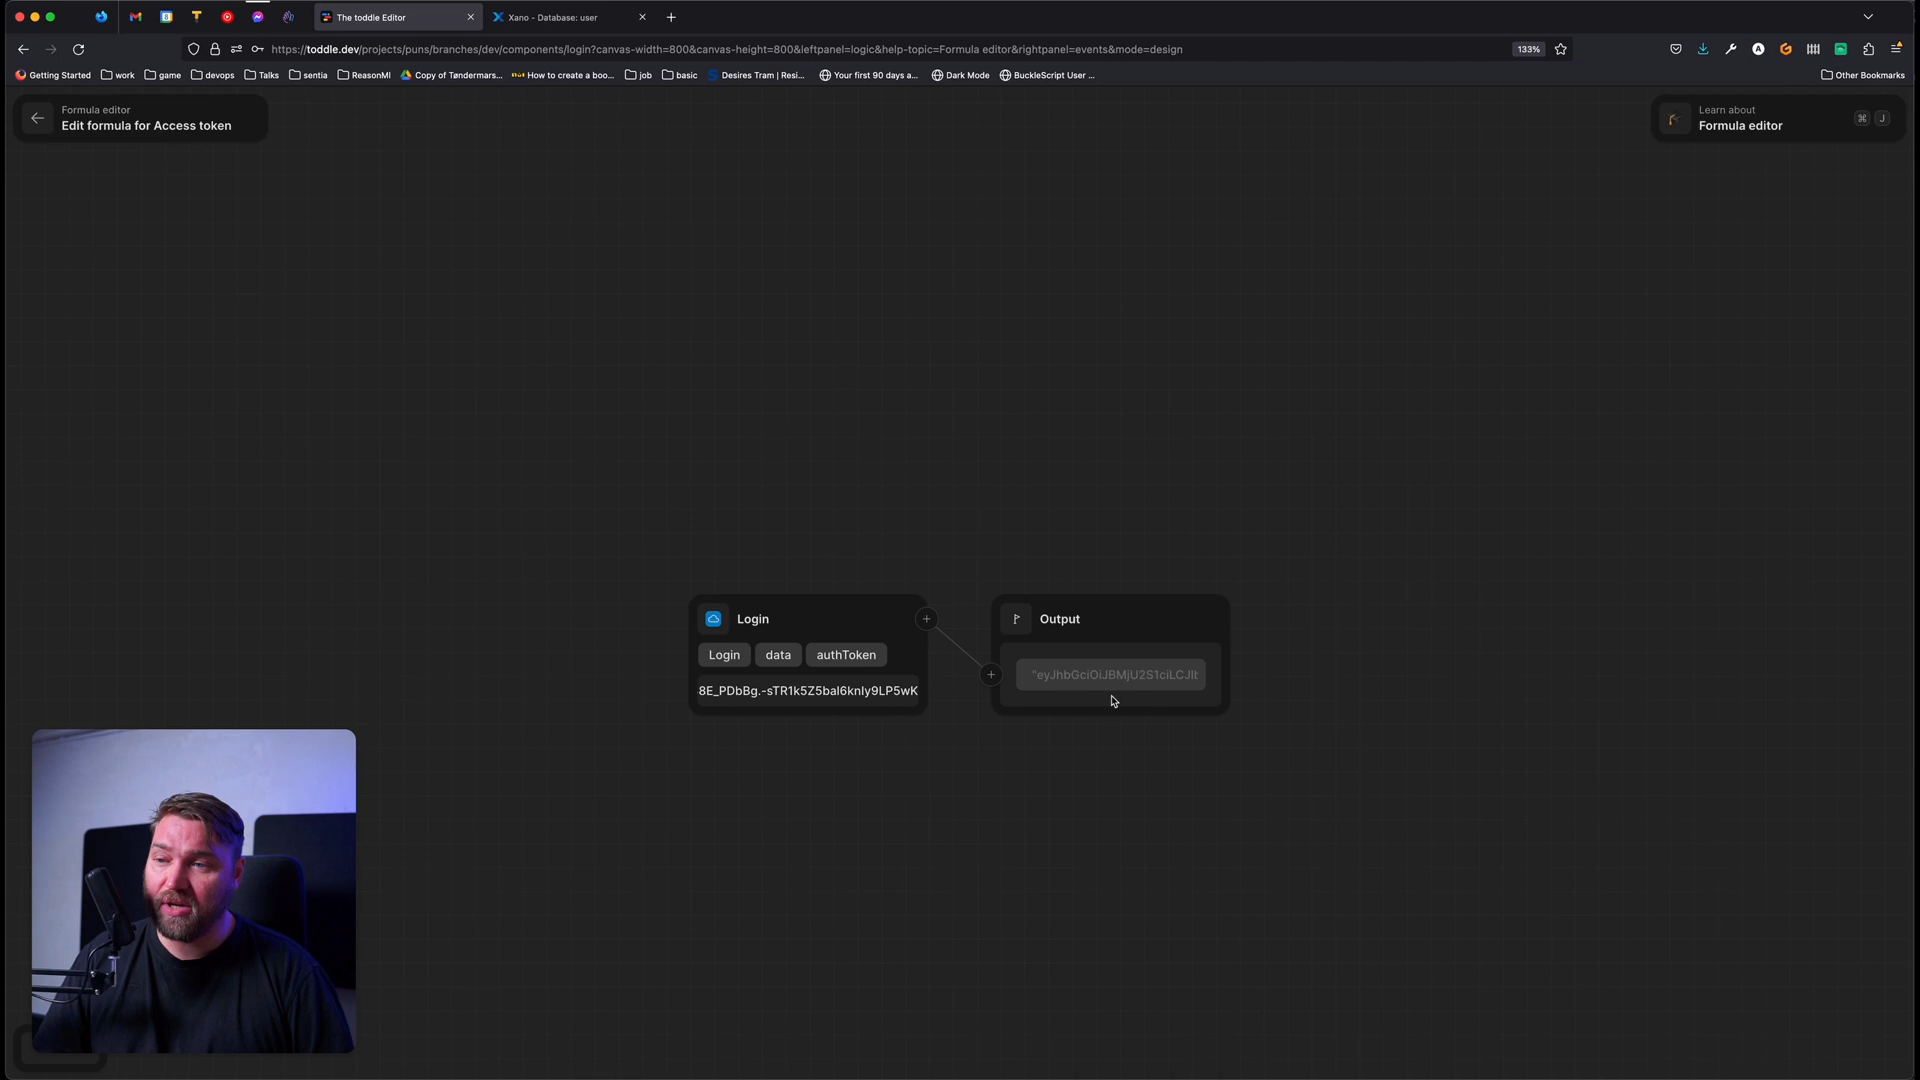 The toddle Editor
Xano - Database: user
https://toddle.dev/projects/puns/branches/dev/components/login?canvas-width=800&canvas-height=800&leftpanel=logic&help-topic=Formula editor&rightpanel=events&mode=design
133%
Getting Started
work
game
devops
Talks
sentia
ReasonMl
Copy of Tøndermars...
How to create a boo...
job
basic
Desires Tram | Resi...
Your first 90 days a...
Dark Mode
BuckleScript User ...
Other Bookmarks
Formula editor
Edit formula for Access token
Learn about
Formula editor
⌘ J
Login
Login data authToken
8E_PDbBg.-sTR1k5Z5bal6knly9LP5wK
Output
"eyJhbGciOiJBMjU2S1ciLCJlb